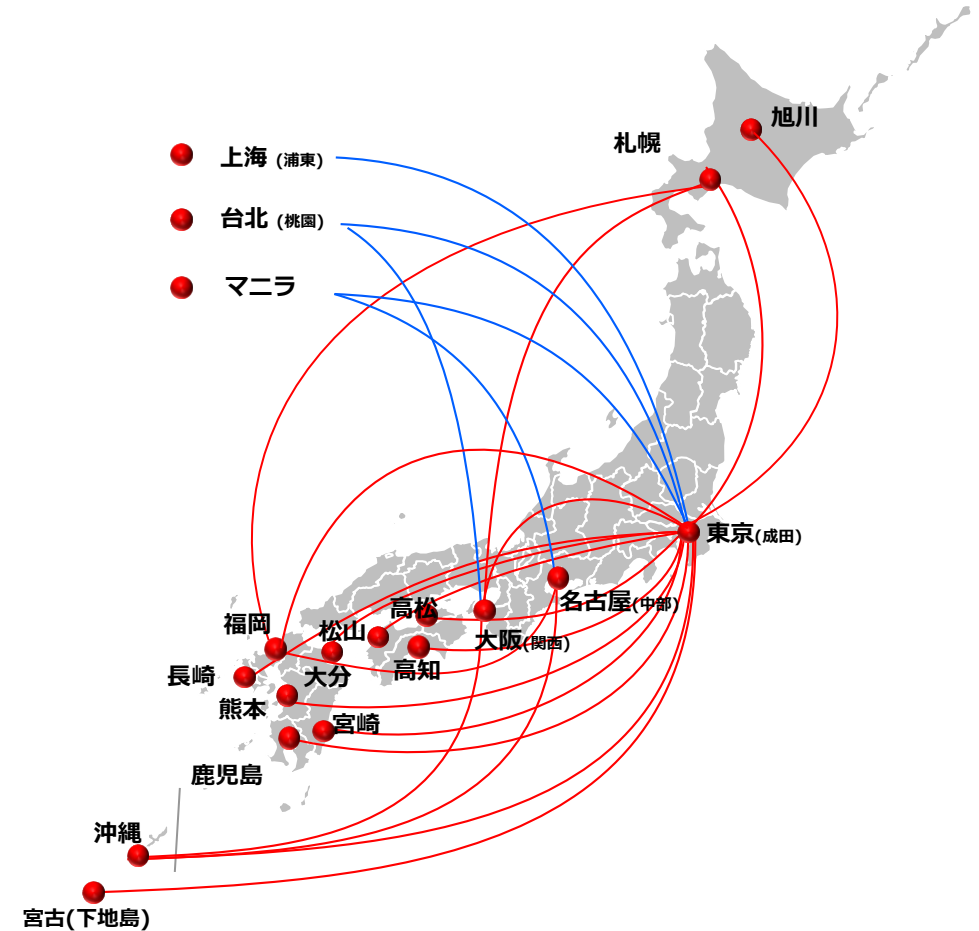 旭川
札幌
上海 (浦東)
台北 (桃園)
マニラ
東京(成田)
名古屋(中部)
高松
福岡
松山
大阪(関西)
長崎
大分
高知
熊本
宮崎
鹿児島
沖縄
宮古(下地島)